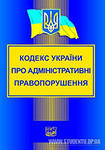 КОДЕКС УКРАЇНИ
ПРО АДМІНІСТРАТИВНІ
ПРАВОПОРУШЕННЯ